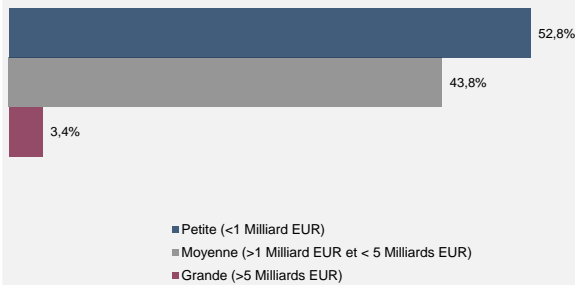 52,8%
43,8%
3,4%
Petite (<1 Milliard EUR)
Moyenne (>1 Milliard EUR et < 5 Milliards EUR)
Grande (>5 Milliards EUR)